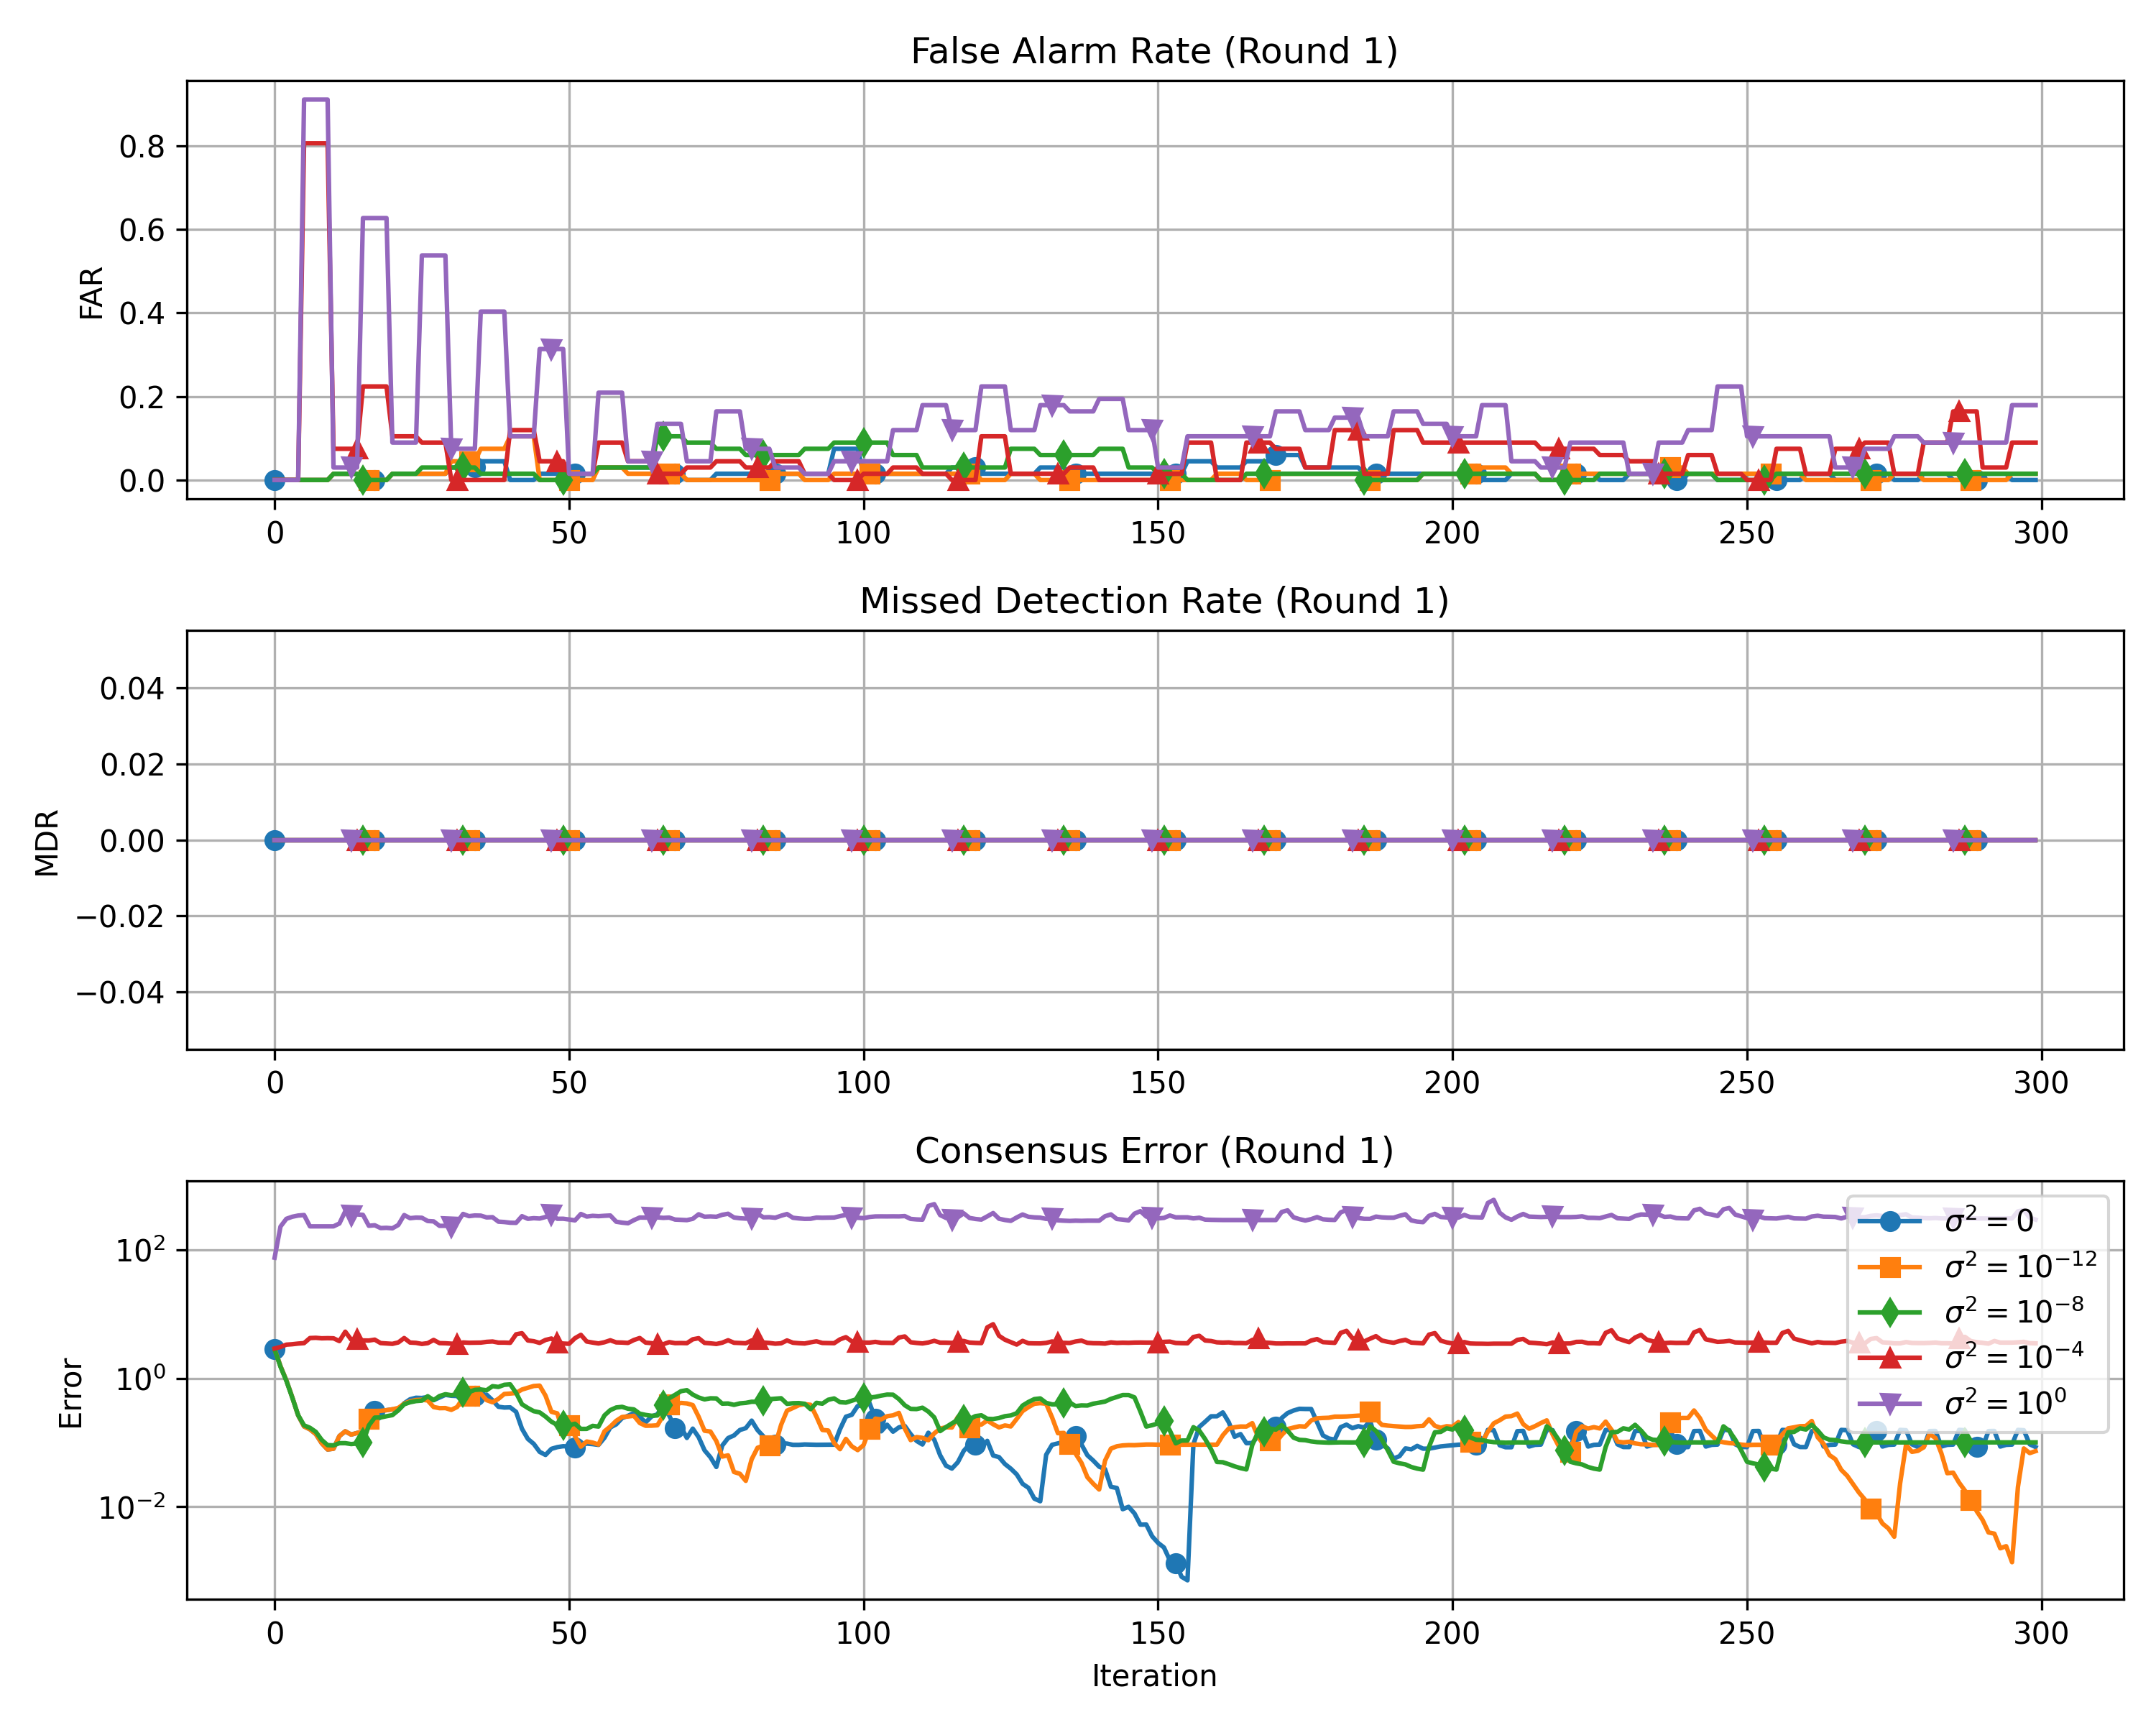 False Alarm Rate (Round 1)
FAR
0.8
0.6
0.4
0.2
0.0
0 50 100 150 200 250 300
Missed Detection Rate (Round 1)
MDR
0.04
0.02
0.00
−0.02
−0.04
0 50 100 150 200 250 300
Consensus Error (Round 1)
Error
10²
10⁰
10⁻²
σ² = 0
σ² = 10⁻¹²
σ² = 10⁻⁸
σ² = 10⁻⁴
σ² = 10⁰
0 50 100 150 200 250 300
Iteration